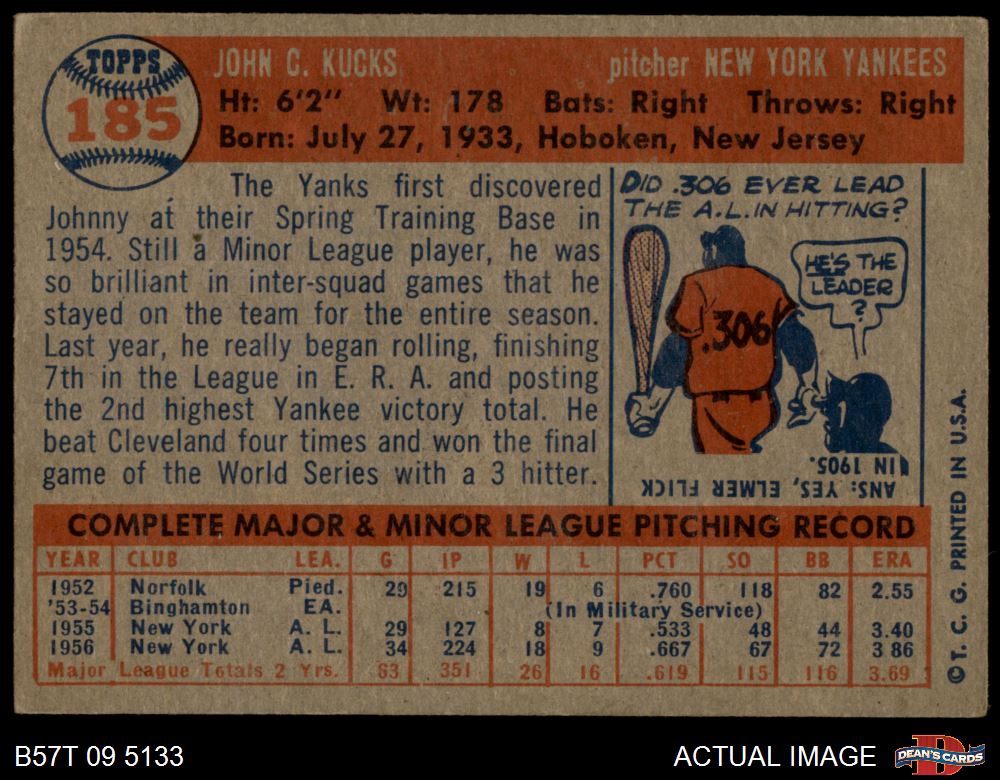 TOPPS
185
JOHN C. KUCKS
pitcher NEW YORK YANKEES
Ht: 6'2" Wt: 178 Bats: Right Throws: Right
Born: July 27, 1933, Hoboken, New Jersey
The Yanks first discovered
Johnny at their Spring Training Base in
1954. Still a Minor League player, he was
so brilliant in inter-squad games that he
stayed on the team for the entire season.
Last year, he really began rolling, finishing
7th in the League in E. R. A. and posting
the 2nd highest Yankee victory total. He
beat Cleveland four times and won the final
game of the World Series with a 3 hitter.
DID .306 EVER LEAD
THE A.L. IN HITTING?
HE'S THE
LEADER
?
.306
ANS: YES, ELMER FLICK
IN 1905.
COMPLETE MAJOR & MINOR LEAGUE PITCHING RECORD
YEAR CLUB LEA. G IP W L PCT SO BB ERA
1952 Norfolk Pied. 29 215 19 6 .760 118 82 2.55
'53-54 Binghamton EA. (In Military Service)
1955 New York A. L. 29 127 8 7 .533 48 44 3.40
1956 New York A. L. 34 224 18 9 .667 67 72 3 86
Major League Totals 2 Yrs. 63 351 26 16 .619 115 116 3.69
© T. C. G. PRINTED IN U.S.A.
B57T 09 5133
ACTUAL IMAGE
DEAN'S CARDS